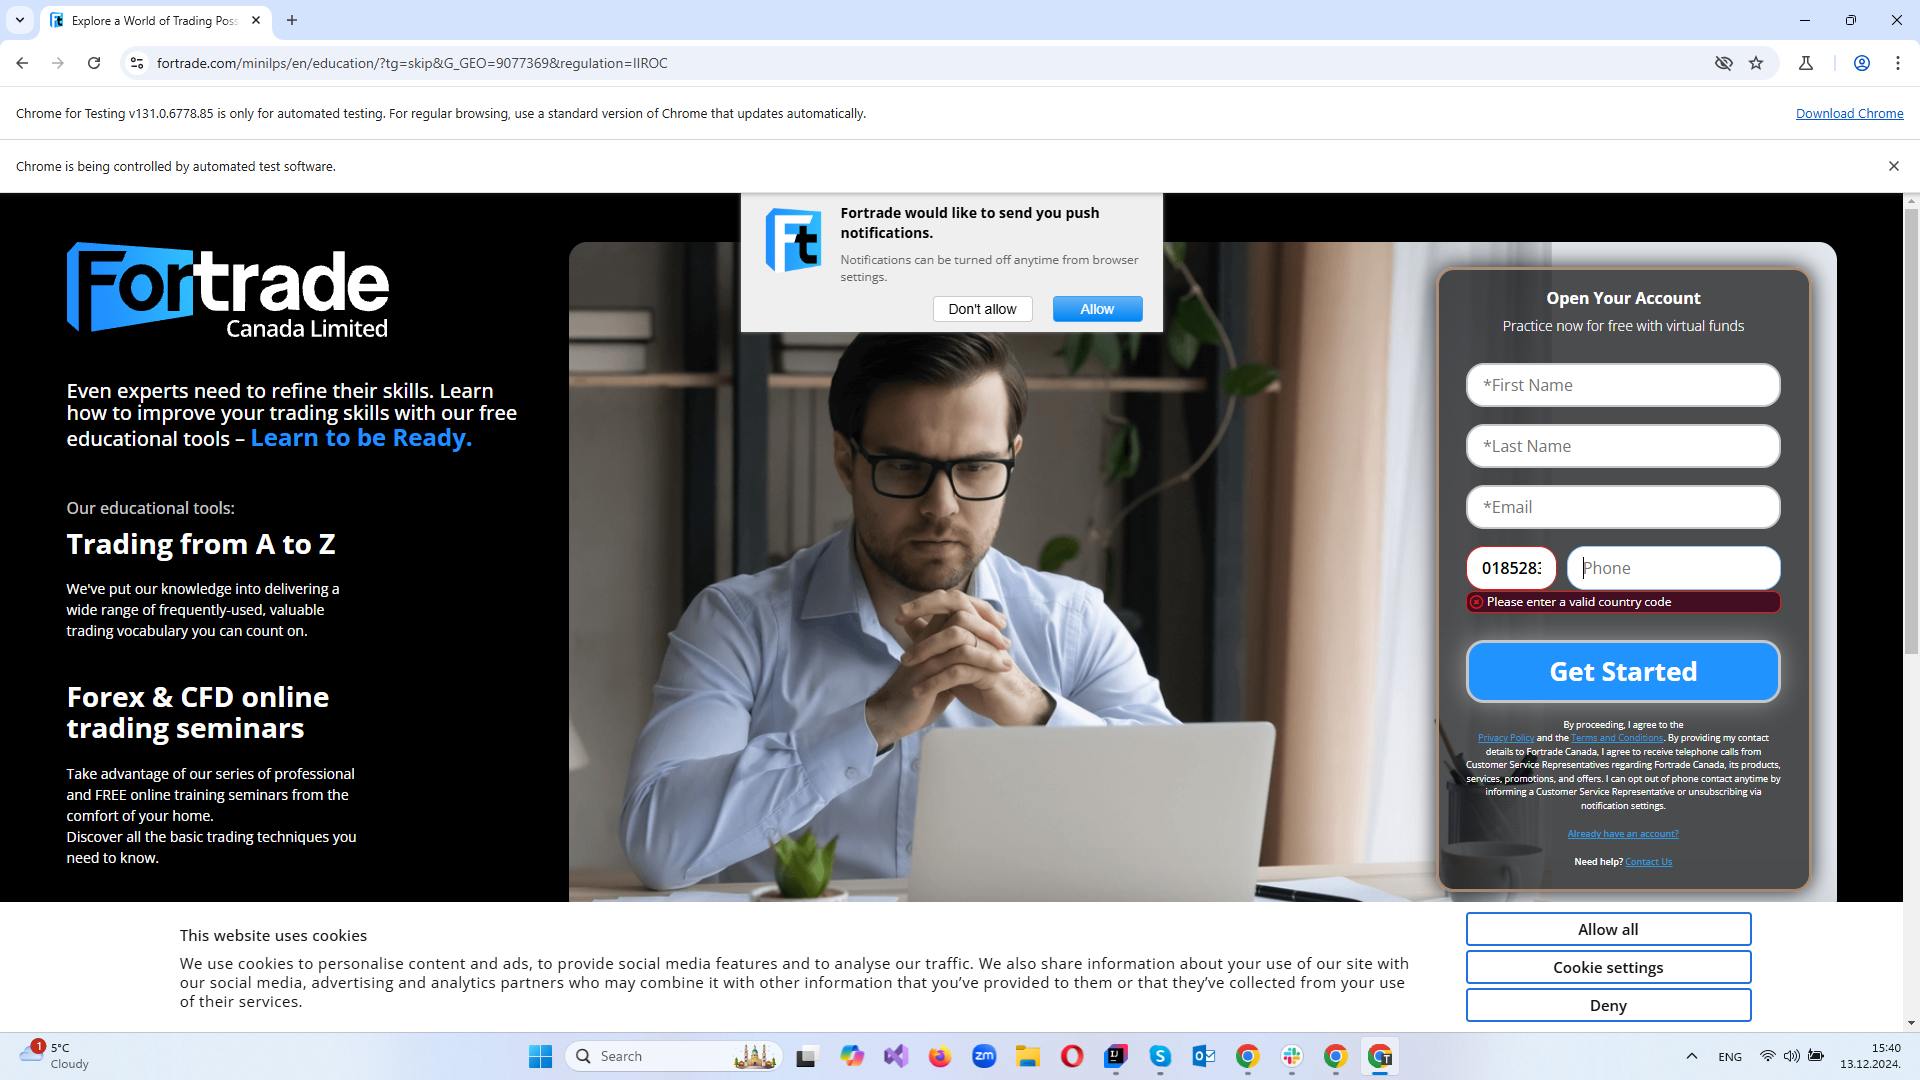 Explore a World of Trading Poss
fortrade.com/minilps/en/education/?tg=skip&G_GEO=9077369&regulation=IIROC
Chrome for Testing v131.0.6778.85 is only for automated testing. For regular browsing, use a standard version of Chrome that updates automatically.
Download Chrome
Chrome is being controlled by automated test software.
Ft
Fortrade would like to send you push
notifications.
Notifications can be turned off anytime from browser
settings.
Don't allow
Allow
Fortrade
Canada Limited
Even experts need to refine their skills. Learn
how to improve your trading skills with our free
educational tools – Learn to be Ready.
Our educational tools:
Trading from A to Z
We've put our knowledge into delivering a
wide range of frequently-used, valuable
trading vocabulary you can count on.
Forex & CFD online
trading seminars
Take advantage of our series of professional
and FREE online training seminars from the
comfort of your home.
Discover all the basic trading techniques you
need to know.
Open Your Account
Practice now for free with virtual funds
*First Name
*Last Name
*Email
018528
Phone
Please enter a valid country code
Get Started
By proceeding, I agree to the
Privacy Policy and the Terms and Conditions. By providing my contact
details to Fortrade Canada, I agree to receive telephone calls from
Customer Service Representatives regarding Fortrade Canada, its products,
services, promotions, and offers. I can opt out of phone contact anytime by
informing a Customer Service Representative or unsubscribing via
notification settings.
Already have an account?
Need help? Contact Us
This website uses cookies
We use cookies to personalise content and ads, to provide social media features and to analyse our traffic. We also share information about your use of our site with
our social media, advertising and analytics partners who may combine it with other information that you've provided to them or that they've collected from your use
of their services.
Allow all
Cookie settings
Deny
1
5°C
Cloudy
Search
zm
ENG
15:40
13.12.2024.